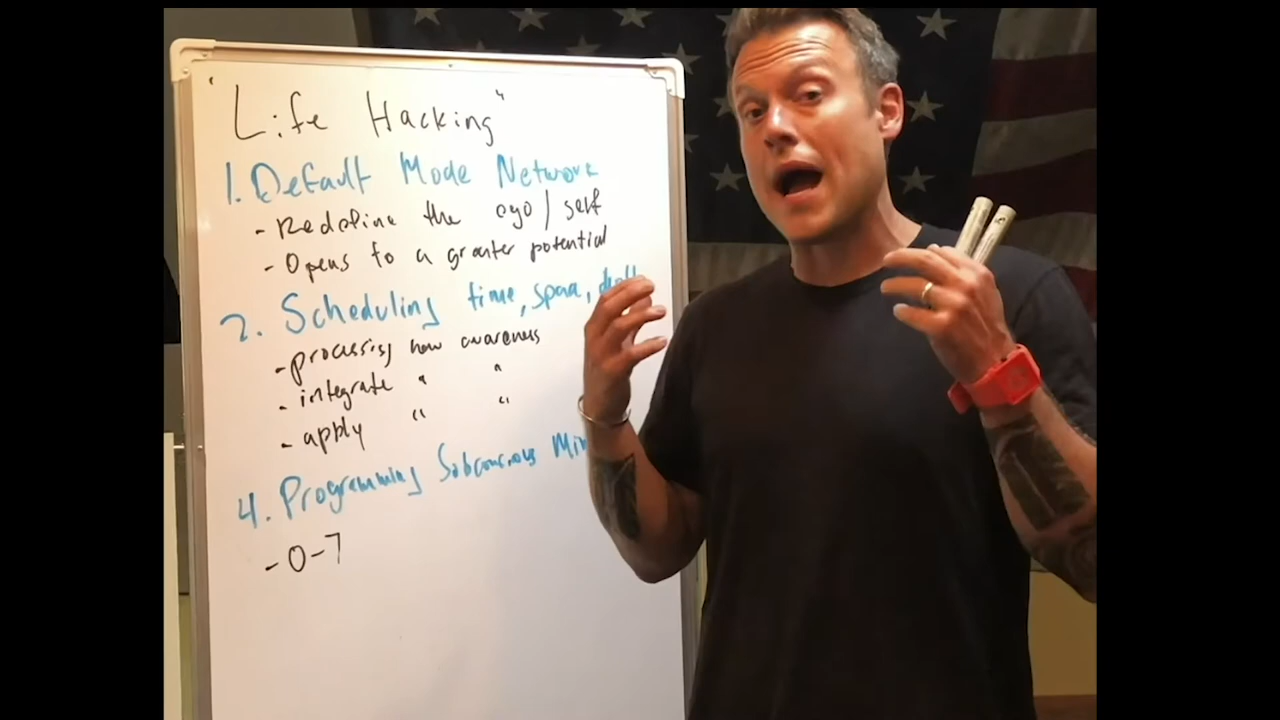 "Life Hacking"
1. Default Mode Network
- Redefine the ego / self
- Opens to a greater potential
2. Scheduling time, space,
- processing new awareness
- integrate " "
- apply " "
4. Programming Subconscious
- 0-7